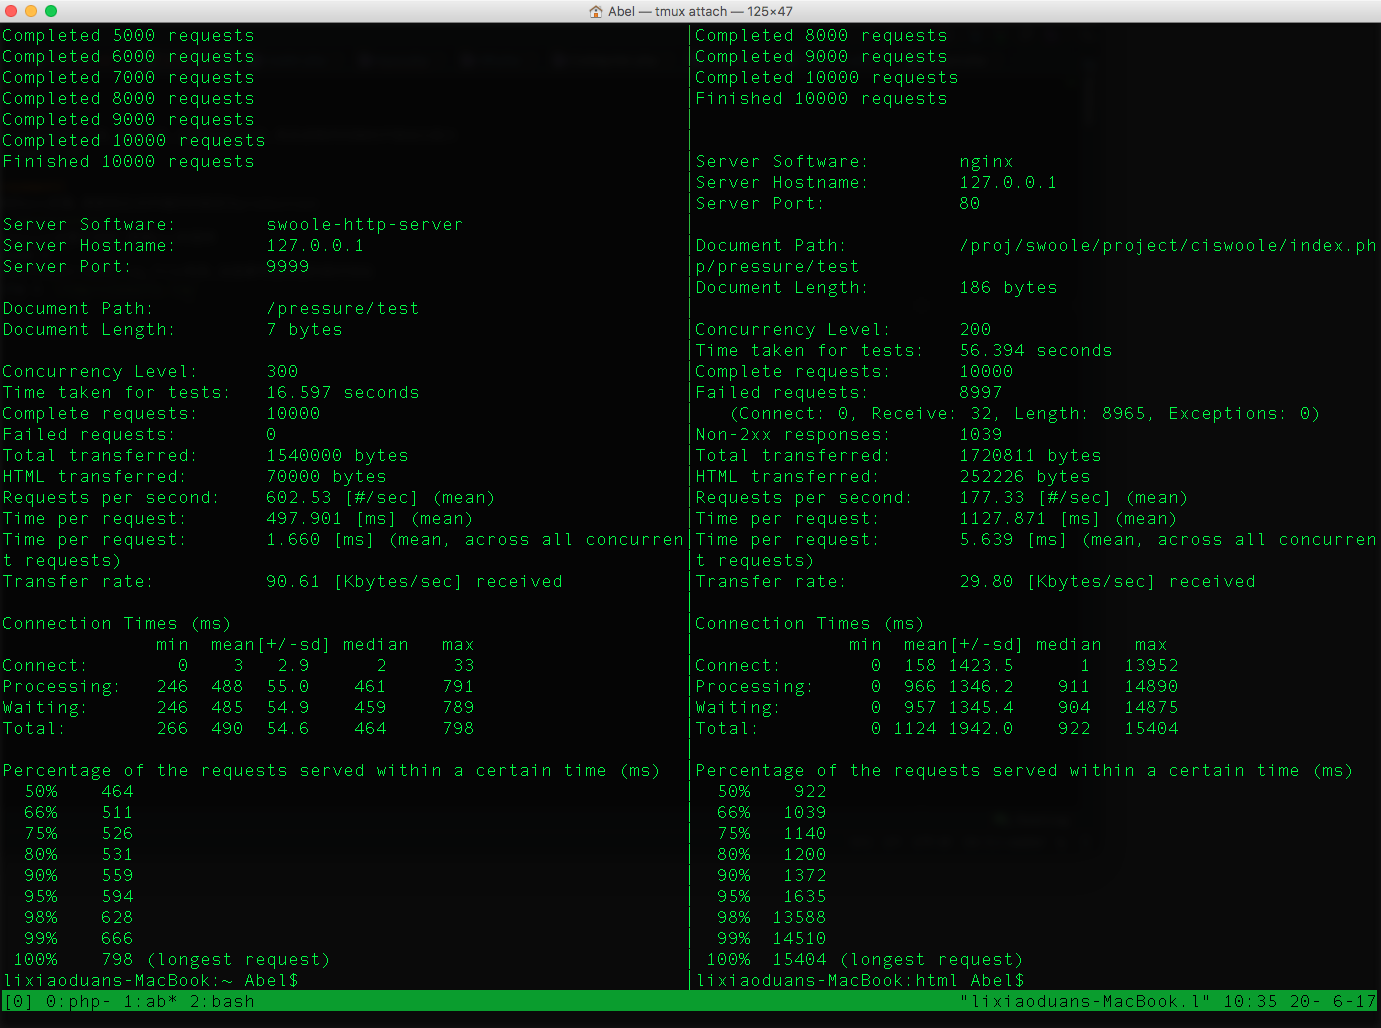 Abel — tmux attach — 125×47
Completed 5000 requests
Completed 6000 requests
Completed 7000 requests
Completed 8000 requests
Completed 9000 requests
Completed 10000 requests
Finished 10000 requests
Server Software: swoole-http-server
Server Hostname: 127.0.0.1
Server Port: 9999
Document Path: /pressure/test
Document Length: 7 bytes
Concurrency Level: 300
Time taken for tests: 16.597 seconds
Complete requests: 10000
Failed requests: 0
Total transferred: 1540000 bytes
HTML transferred: 70000 bytes
Requests per second: 602.53 [#/sec] (mean)
Time per request: 497.901 [ms] (mean)
Time per request: 1.660 [ms] (mean, across all concurren
t requests)
Transfer rate: 90.61 [Kbytes/sec] received
Connection Times (ms)
min mean[+/-sd] median max
Connect: 0 3 2.9 2 33
Processing: 246 488 55.0 461 791
Waiting: 246 485 54.9 459 789
Total: 266 490 54.6 464 798
Percentage of the requests served within a certain time (ms)
50% 464
66% 511
75% 526
80% 531
90% 559
95% 594
98% 628
99% 666
100% 798 (longest request)
lixiaoduans-MacBook:~ Abel$
Completed 8000 requests
Completed 9000 requests
Completed 10000 requests
Finished 10000 requests
Server Software: nginx
Server Hostname: 127.0.0.1
Server Port: 80
Document Path: /proj/swoole/project/ciswoole/index.ph
p/pressure/test
Document Length: 186 bytes
Concurrency Level: 200
Time taken for tests: 56.394 seconds
Complete requests: 10000
Failed requests: 8997
(Connect: 0, Receive: 32, Length: 8965, Exceptions: 0)
Non-2xx responses: 1039
Total transferred: 1720811 bytes
HTML transferred: 252226 bytes
Requests per second: 177.33 [#/sec] (mean)
Time per request: 1127.871 [ms] (mean)
Time per request: 5.639 [ms] (mean, across all concurren
t requests)
Transfer rate: 29.80 [Kbytes/sec] received
Connection Times (ms)
min mean[+/-sd] median max
Connect: 0 158 1423.5 1 13952
Processing: 0 966 1346.2 911 14890
Waiting: 0 957 1345.4 904 14875
Total: 0 1124 1942.0 922 15404
Percentage of the requests served within a certain time (ms)
50% 922
66% 1039
75% 1140
80% 1200
90% 1372
95% 1635
98% 13588
99% 14510
100% 15404 (longest request)
lixiaoduans-MacBook:html Abel$
[0] 0:php- 1:ab* 2:bash "lixiaoduans-MacBook.l" 10:35 20- 6-17